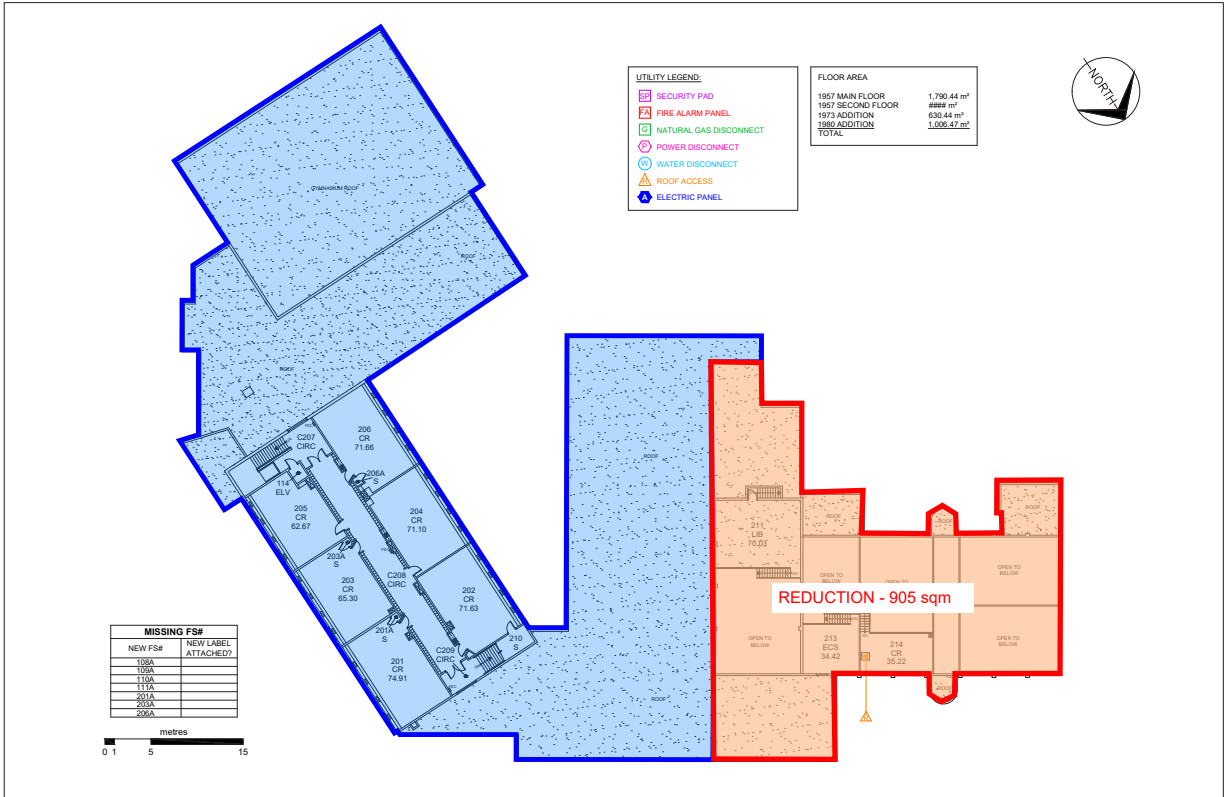 UTILITY LEGEND:
SP SECURITY PAD
FA FIRE ALARM PANEL
G NATURAL GAS DISCONNECT
P POWER DISCONNECT
W WATER DISCONNECT
R ROOF ACCESS
A ELECTRIC PANEL
FLOOR AREA
1957 MAIN FLOOR 1,790.44 m²
1957 SECOND FLOOR #### m²
1973 ADDITION 630.44 m²
1980 ADDITION 1,006.47 m²
TOTAL
NORTH
GYMNASIUM ROOF
ROOF
ROOF
C207
CIRC
206
CR
71.66
206A
S
114
ELV
205
CR
62.67
204
CR
71.10
203A
S
203
CR
65.30
C208
CIRC
202
CR
71.63
201A
S
201
CR
74.91
C209
CIRC
210
S
ROOF
ROOF
211
LIB
70.03
ROOF
ROOF
ROOF
OPEN TO
BELOW
OPEN TO
OPEN TO
BELOW
REDUCTION - 905 sqm
OPEN TO
BELOW
OPEN TO
BELOW
213
ECS
34.42
214
CR
35.22
ROOF
R
MISSING FS#
NEW FS# NEW LABEL
ATTACHED?
108A
109A
110A
111A
201A
203A
206A
metres
0 1 5 15